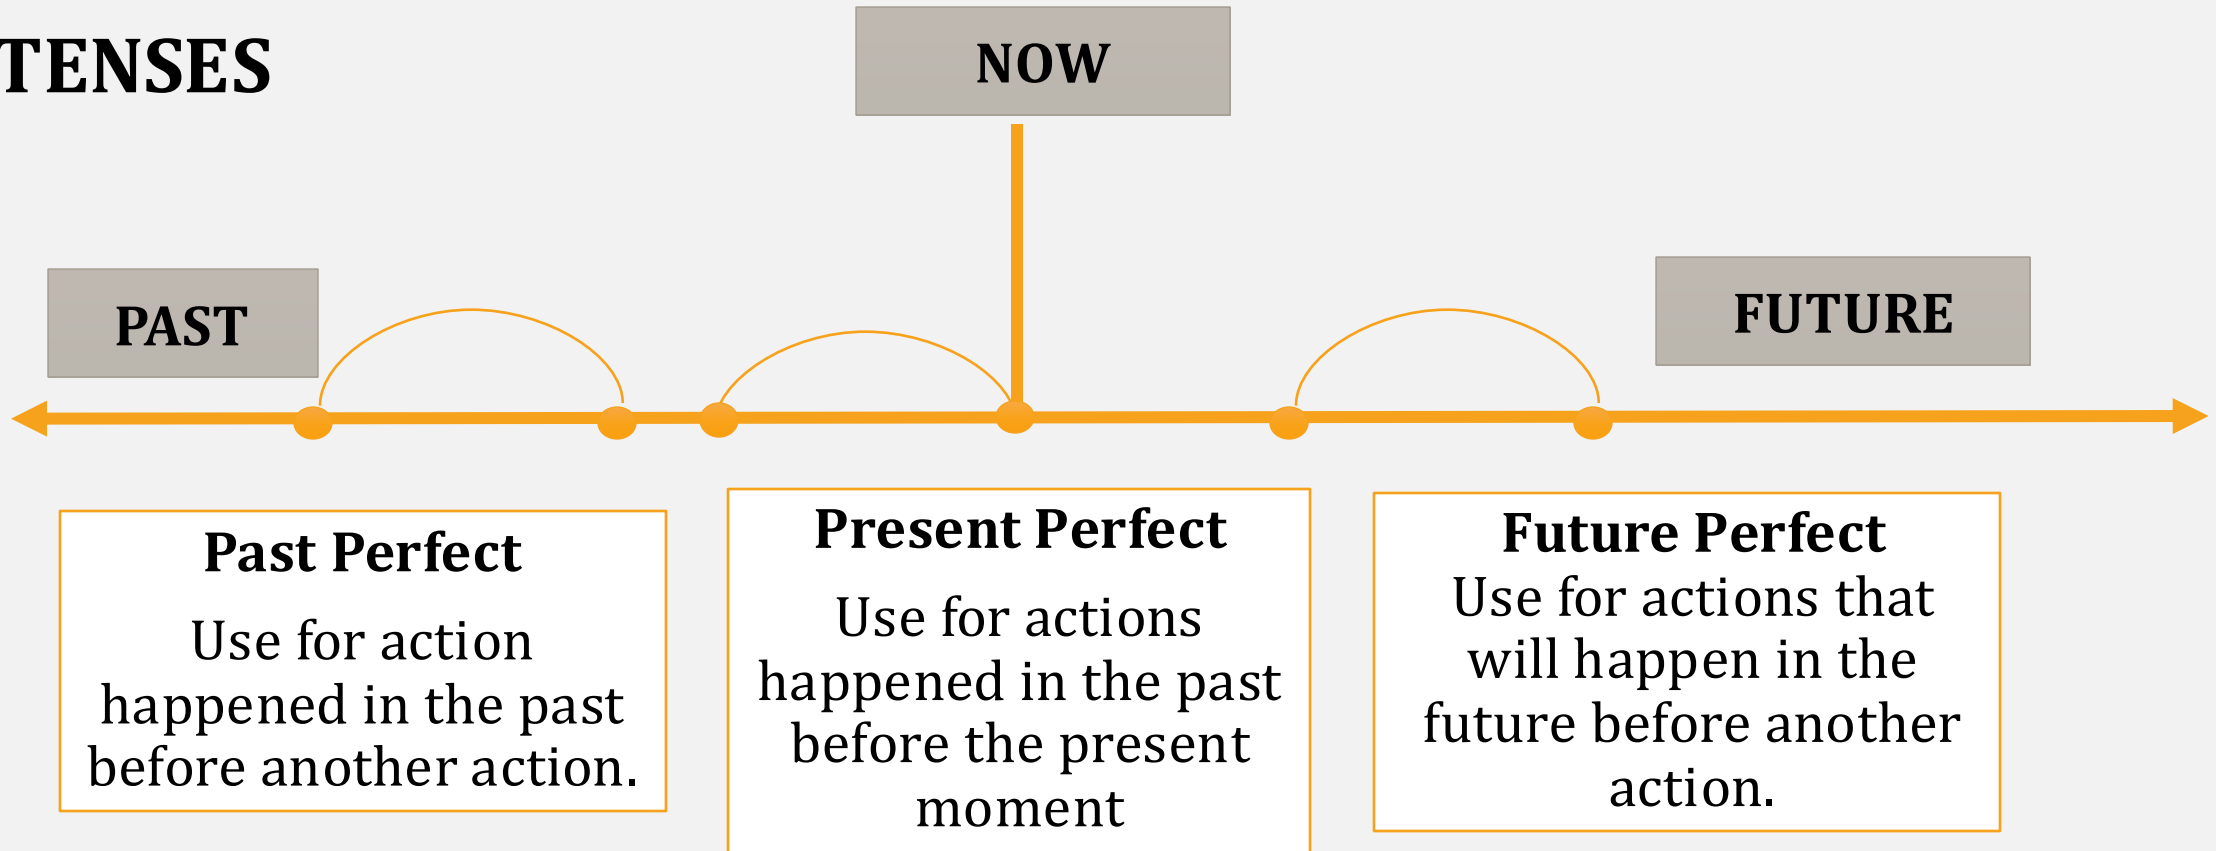 TENSES
NOW
PAST
FUTURE
Past Perfect
Use for action
happened in the past
before another action.
Present Perfect
Use for actions
happened in the past
before the present
moment
Future Perfect
Use for actions that
will happen in the
future before another
action.